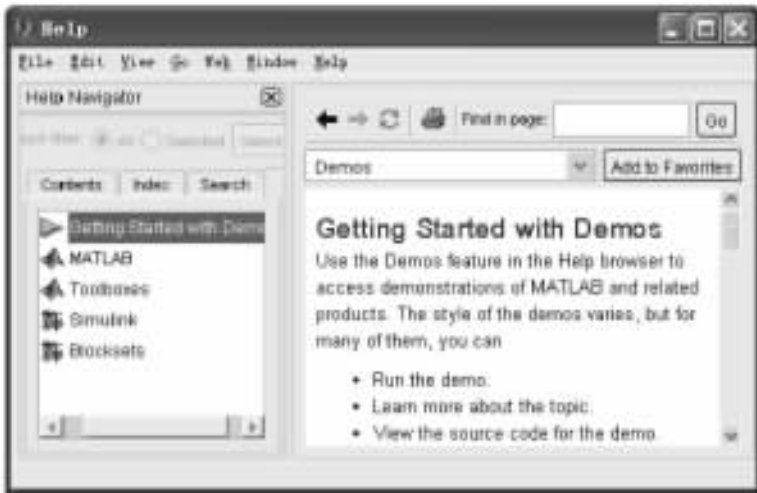 Help
File Edit View Go Web Window Help
Help Navigator
All Selected
Contents Index Search
Getting Started with Demo
MATLAB
Toolboxes
Simulink
Blocksets
Find in page: Go
Demos Add to Favorites
Getting Started with Demos
Use the Demos feature in the Help browser to
access demonstrations of MATLAB and related
products. The style of the demos varies, but for
many of them, you can
• Run the demo.
• Learn more about the topic.
• View the source code for the demo.